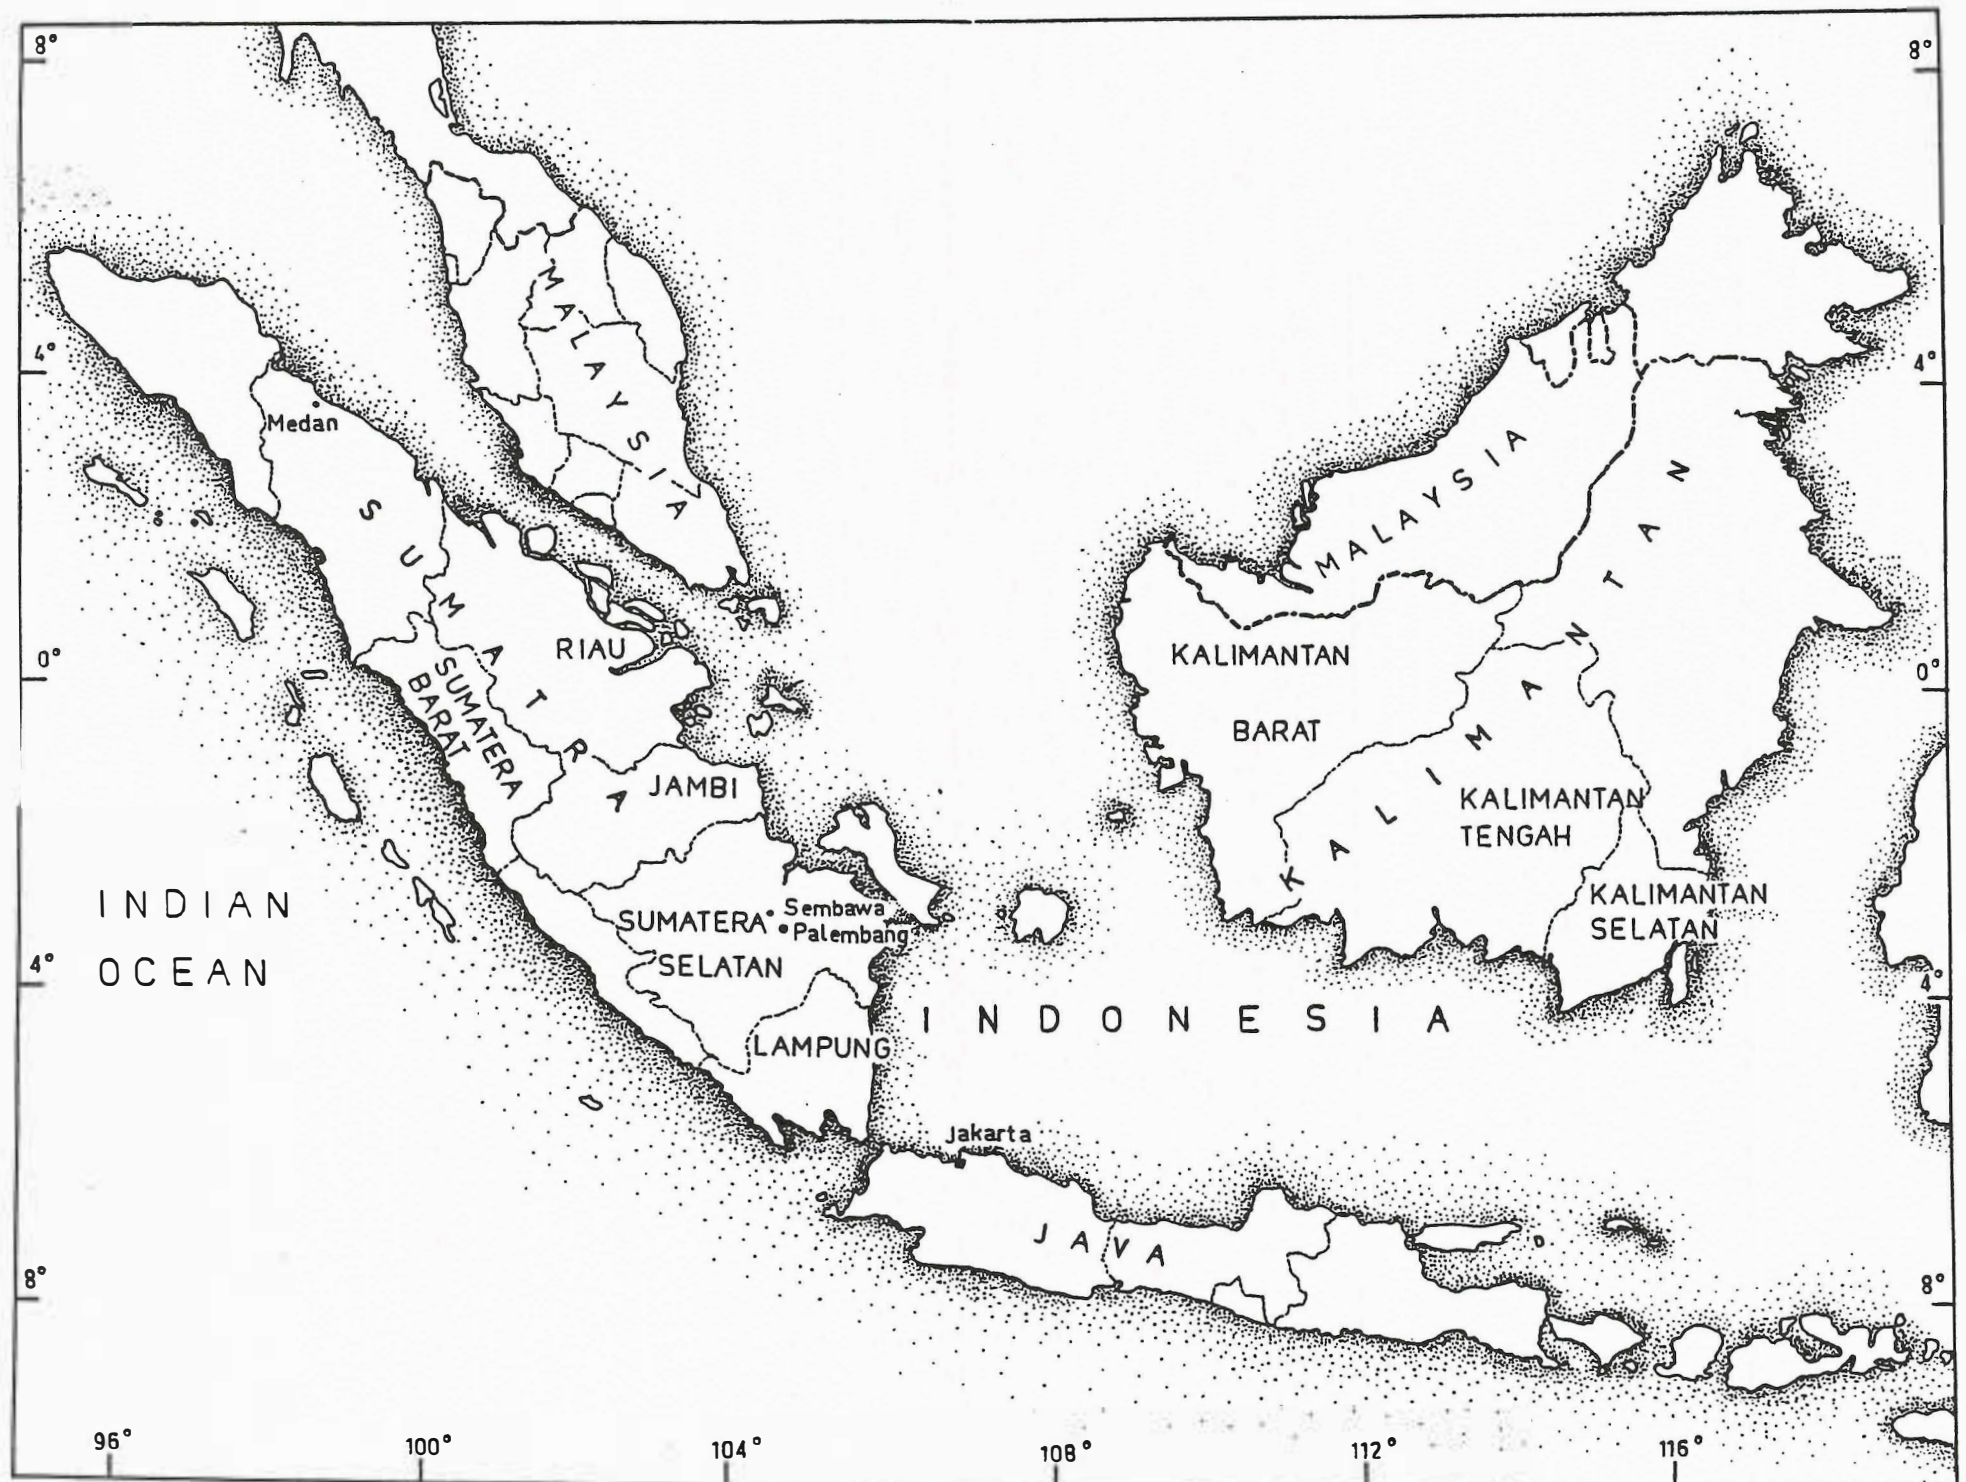 8°
8°
MALAYSIA
4°
4°
Medan
MALAYSIA
SUMATRA
KALIMANTAN
RIAU
0°
0°
SUMATERA
BARAT
KALIMANTAN
BARAT
JAMBI
KALIMANTAN
TENGAH
INDIAN
OCEAN
Sembawa
Palembang
SUMATERA
SELATAN
KALIMANTAN
SELATAN
4°
4°
INDONESIA
LAMPUNG
Jakarta
JAVA
8°
8°
96°
100°
104°
108°
112°
116°